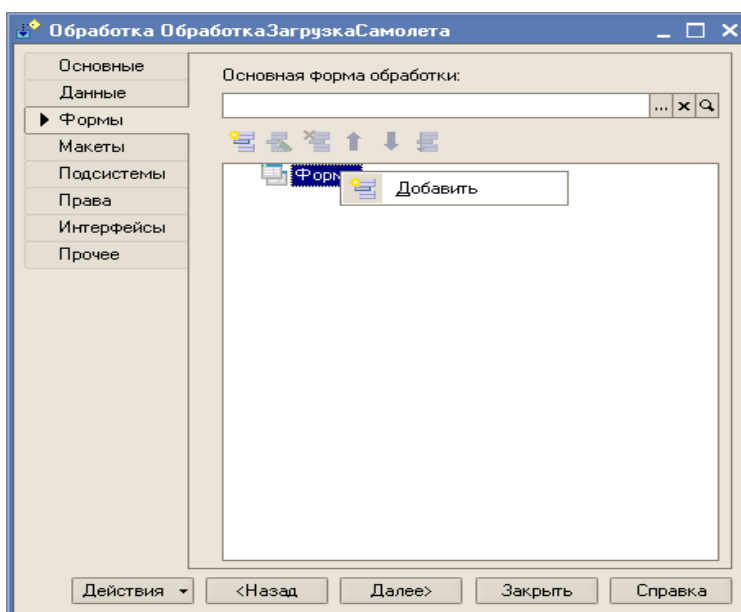 Обработка ОбработкаЗагрузкаСамолета
Основные
Данные
Формы
Макеты
Подсистемы
Права
Интерфейсы
Прочее
Основная форма обработки:
...
Добавить
Действия
<Назад
Далее>
Закрыть
Справка